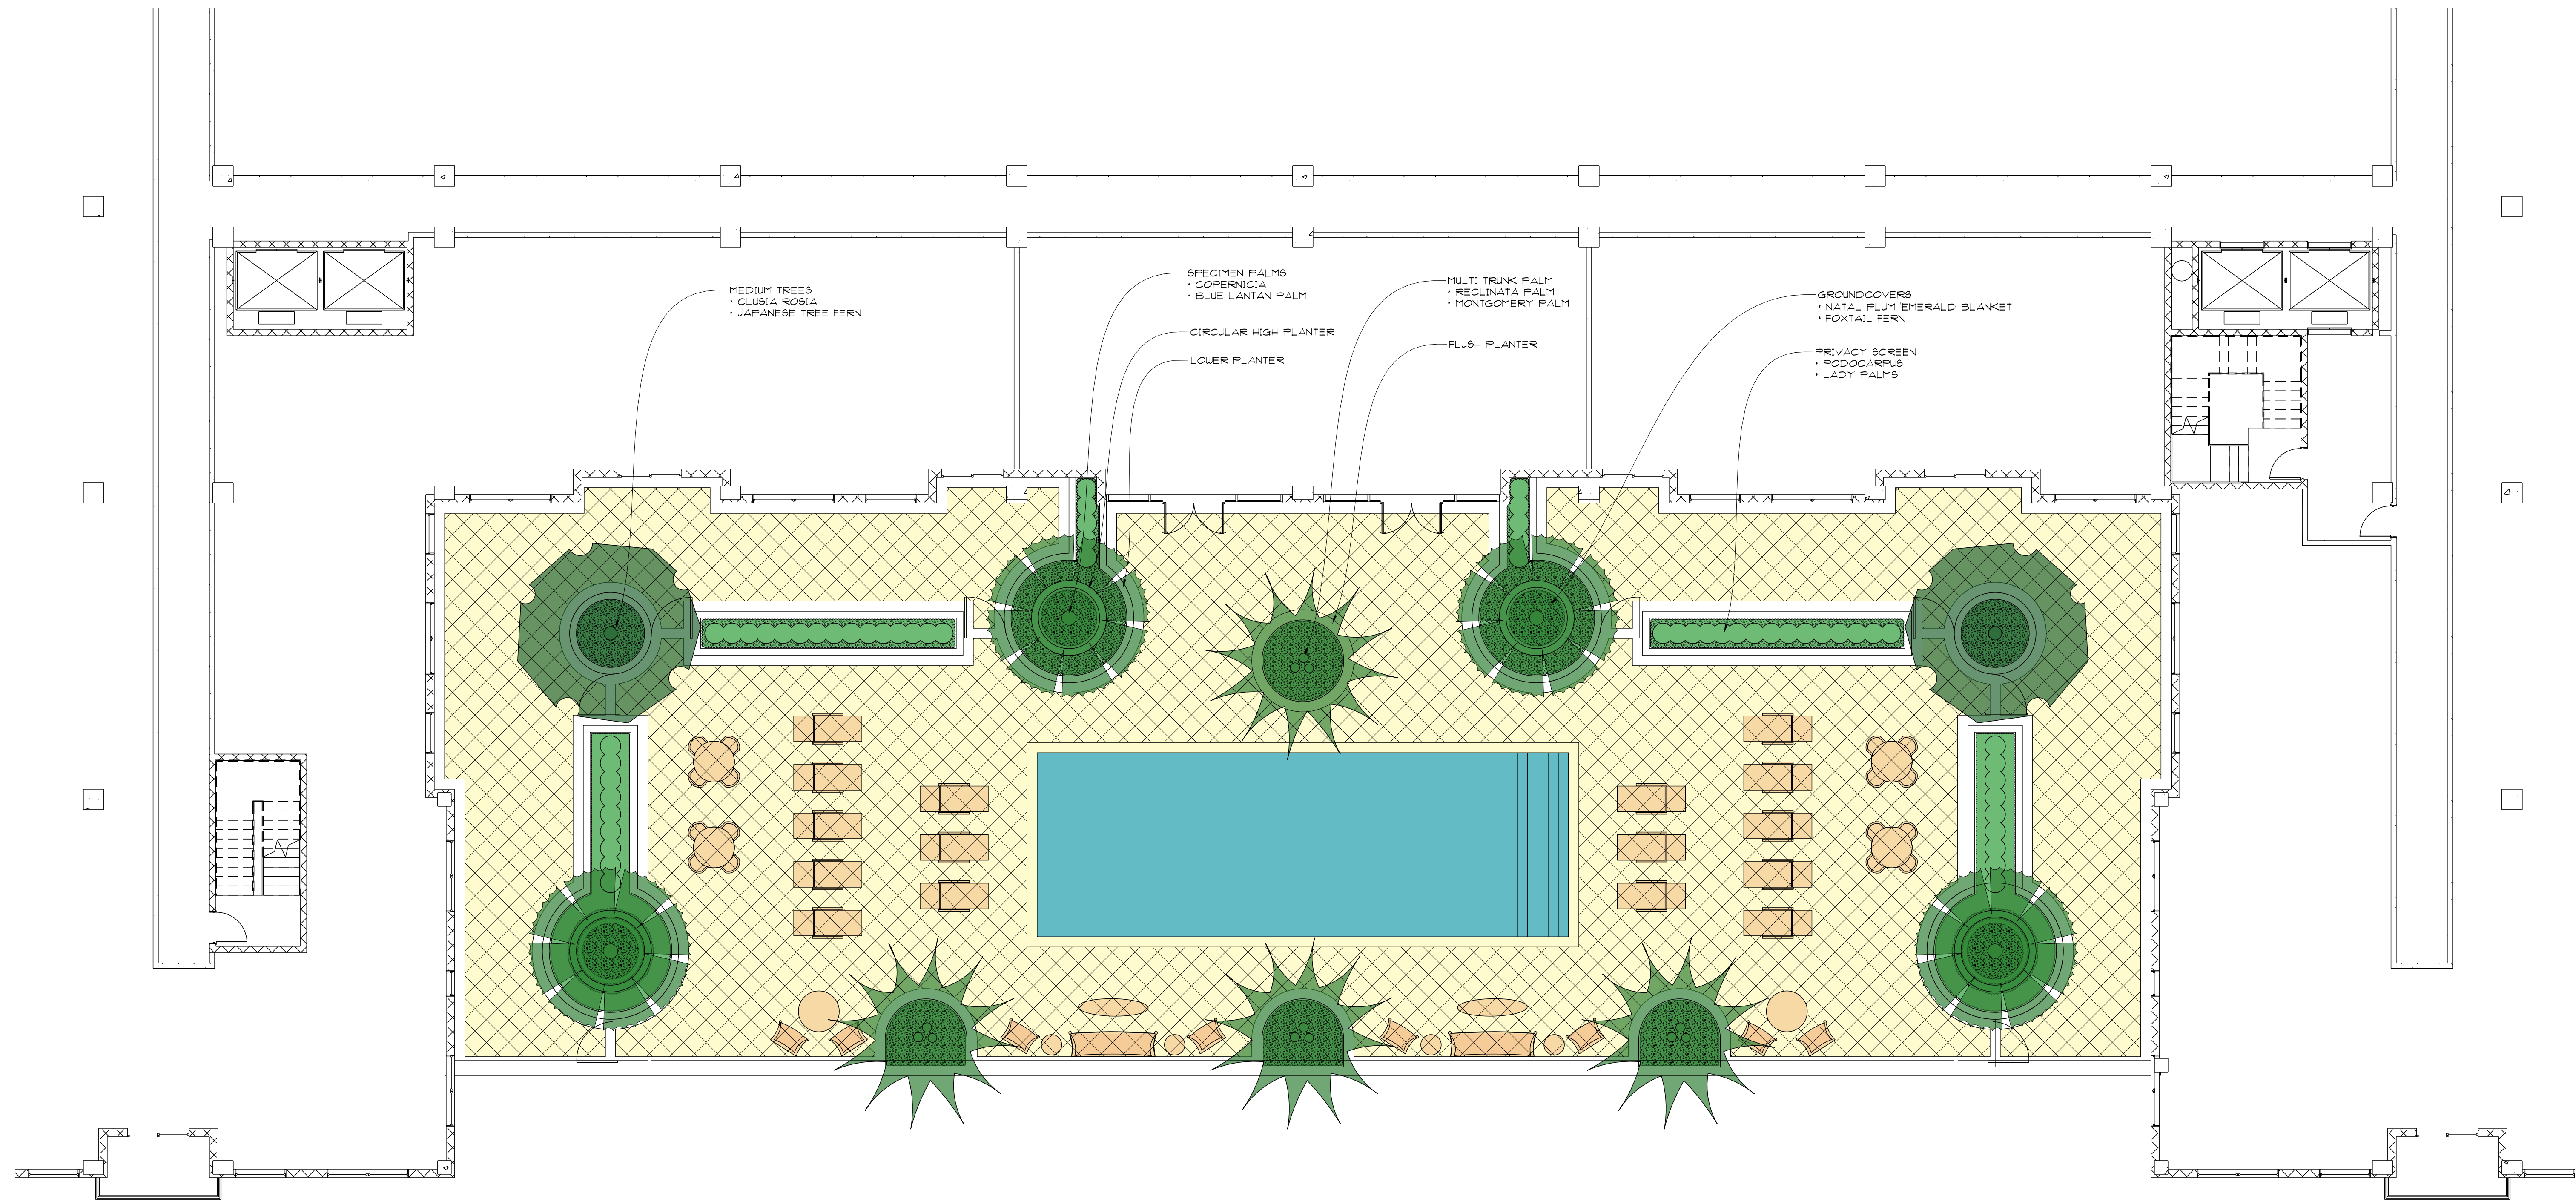 MEDIUM TREES
• CLUSIA ROSIA
• JAPANESE TREE FERN
SPECIMEN PALMS
• COPERNICIA
• BLUE LANTAN PALM
CIRCULAR HIGH PLANTER
LOWER PLANTER
MULTI TRUNK PALM
• RECLINATA PALM
• MONTGOMERY PALM
FLUSH PLANTER
GROUNDCOVERS
• NATAL PLUM 'EMERALD BLANKET'
• FOXTAIL FERN
PRIVACY SCREEN
• PODOCARPUS
• LADY PALMS